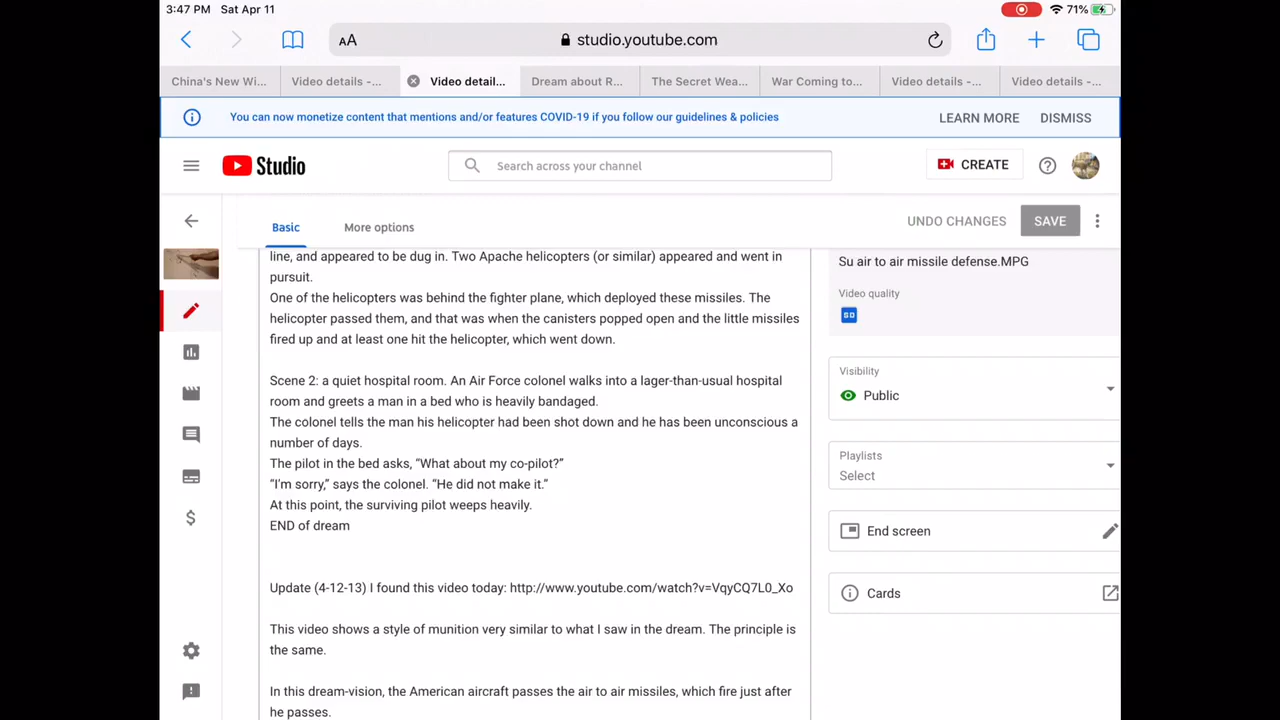 3:47 PM Sat Apr 11
71%
AA
studio.youtube.com
China's New Wi...
Video details -...
Video detail...
Dream about R...
The Secret Wea...
War Coming to...
Video details -...
Video details -...
You can now monetize content that mentions and/or features COVID-19 if you follow our guidelines & policies
LEARN MORE
DISMISS
Studio
Search across your channel
CREATE
Basic
More options
UNDO CHANGES
SAVE
line, and appeared to be dug in. Two Apache helicopters (or similar) appeared and went in
pursuit.
One of the helicopters was behind the fighter plane, which deployed these missiles. The
helicopter passed them, and that was when the canisters popped open and the little missiles
fired up and at least one hit the helicopter, which went down.
Scene 2: a quiet hospital room. An Air Force colonel walks into a lager-than-usual hospital
room and greets a man in a bed who is heavily bandaged.
The colonel tells the man his helicopter had been shot down and he has been unconscious a
number of days.
The pilot in the bed asks, “What about my co-pilot?”
“I'm sorry,” says the colonel. “He did not make it.“
At this point, the surviving pilot weeps heavily.
END of dream
Update (4-12-13) I found this video today: http://www.youtube.com/watch?v=VqyCQ7L0_Xo
This video shows a style of munition very similar to what I saw in the dream. The principle is
the same.
In this dream-vision, the American aircraft passes the air to air missiles, which fire just after
he passes.
Su air to air missile defense.MPG
Video quality
SD
Visibility
Public
Playlists
Select
End screen
Cards